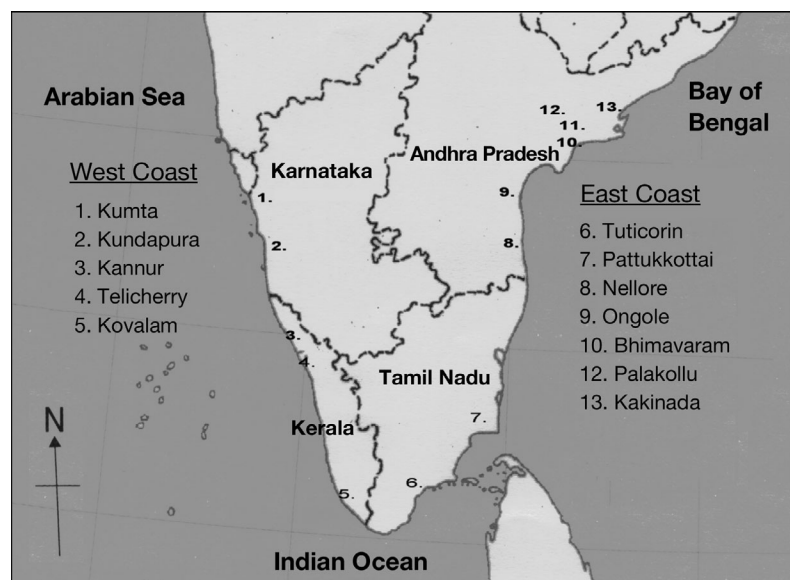 Arabian Sea
Bay of
Bengal
West Coast
1. Kumta
2. Kundapura
3. Kannur
4. Telicherry
5. Kovalam
Karnataka
Andhra Pradesh
12.
13.
11.
10.
1.
9.
2.
8.
East Coast
6. Tuticorin
7. Pattukkottai
8. Nellore
9. Ongole
10. Bhimavaram
12. Palakollu
13. Kakinada
3.
4.
Tamil Nadu
7.
Kerala
N
6.
5.
Indian Ocean